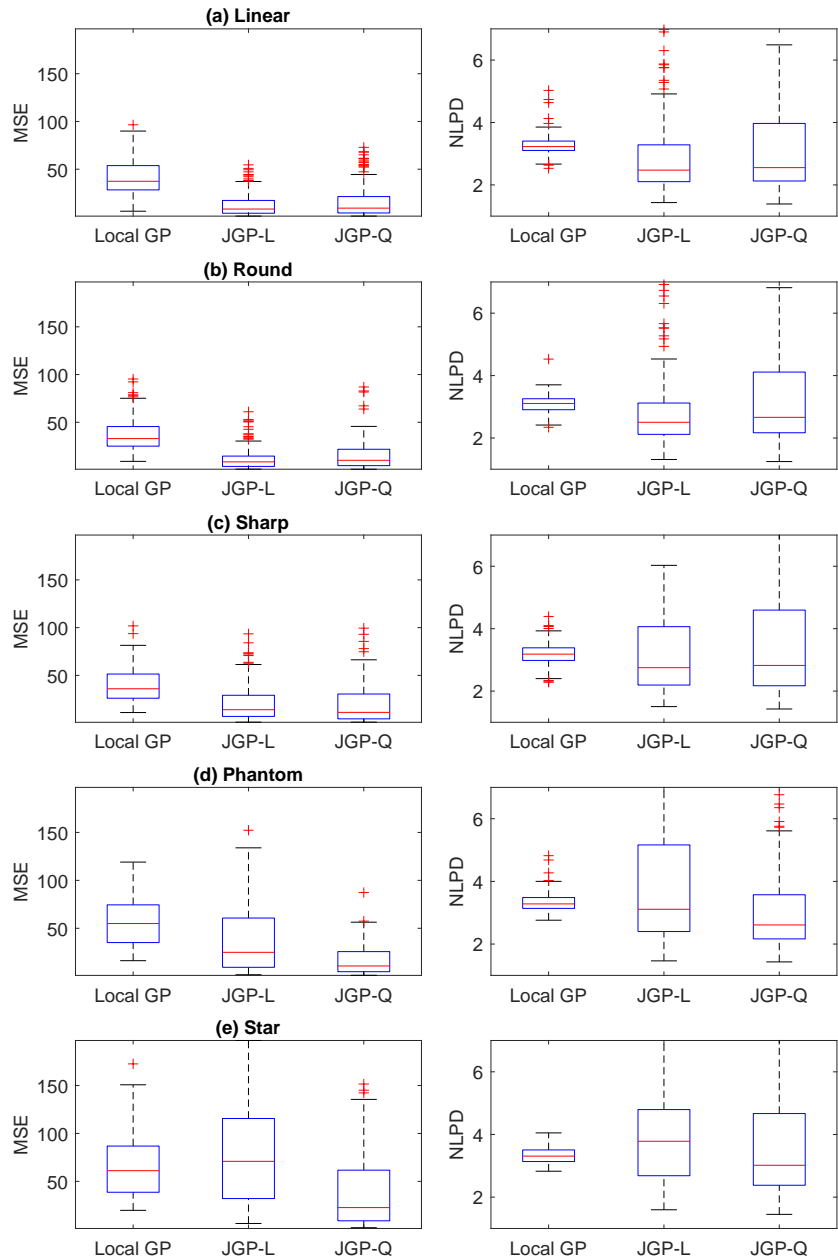 (a) Linear
MSE
150
100
50
Local GP JGP-L JGP-Q
NLPD
6
4
2
Local GP JGP-L JGP-Q
(b) Round
MSE
150
100
50
Local GP JGP-L JGP-Q
NLPD
6
4
2
Local GP JGP-L JGP-Q
(c) Sharp
MSE
150
100
50
Local GP JGP-L JGP-Q
NLPD
6
4
2
Local GP JGP-L JGP-Q
(d) Phantom
MSE
150
100
50
Local GP JGP-L JGP-Q
NLPD
6
4
2
Local GP JGP-L JGP-Q
(e) Star
MSE
150
100
50
Local GP JGP-L JGP-Q
NLPD
6
4
2
Local GP JGP-L JGP-Q